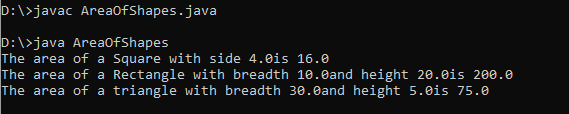 D:\>javac AreaOfShapes.java
D:\>java AreaOfShapes
The area of a Square with side 4.0is 16.0
The area of a Rectangle with breadth 10.0and height 20.0is 200.0
The area of a triangle with breadth 30.0and height 5.0is 75.0